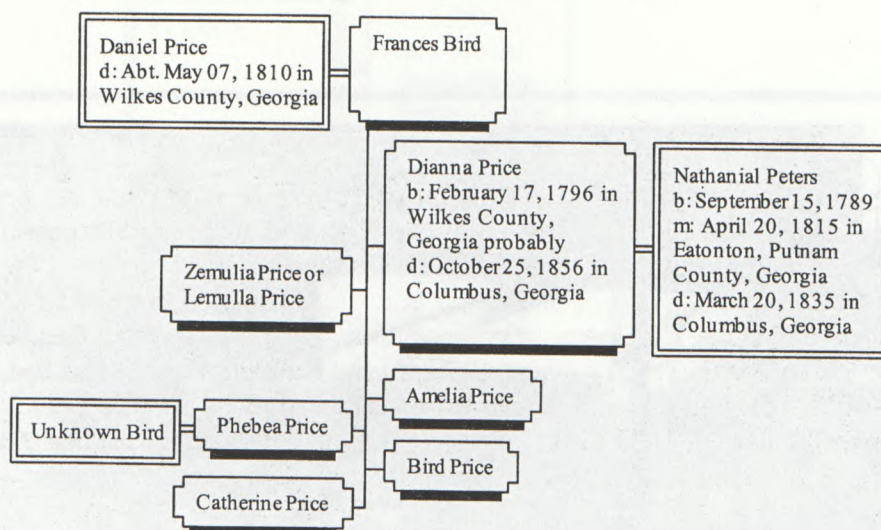 Daniel Price
d: Abt. May 07, 1810 in
Wilkes County, Georgia
Frances Bird
Dianna Price
b: February 17, 1796 in
Wilkes County,
Georgia probably
d: October 25, 1856 in
Columbus, Georgia
Nathanial Peters
b: September 15, 1789
m: April 20, 1815 in
Eatonton, Putnam
County, Georgia
d: March 20, 1835 in
Columbus, Georgia
Zemulia Price or
Lemulla Price
Amelia Price
Unknown Bird
Phebea Price
Bird Price
Catherine Price